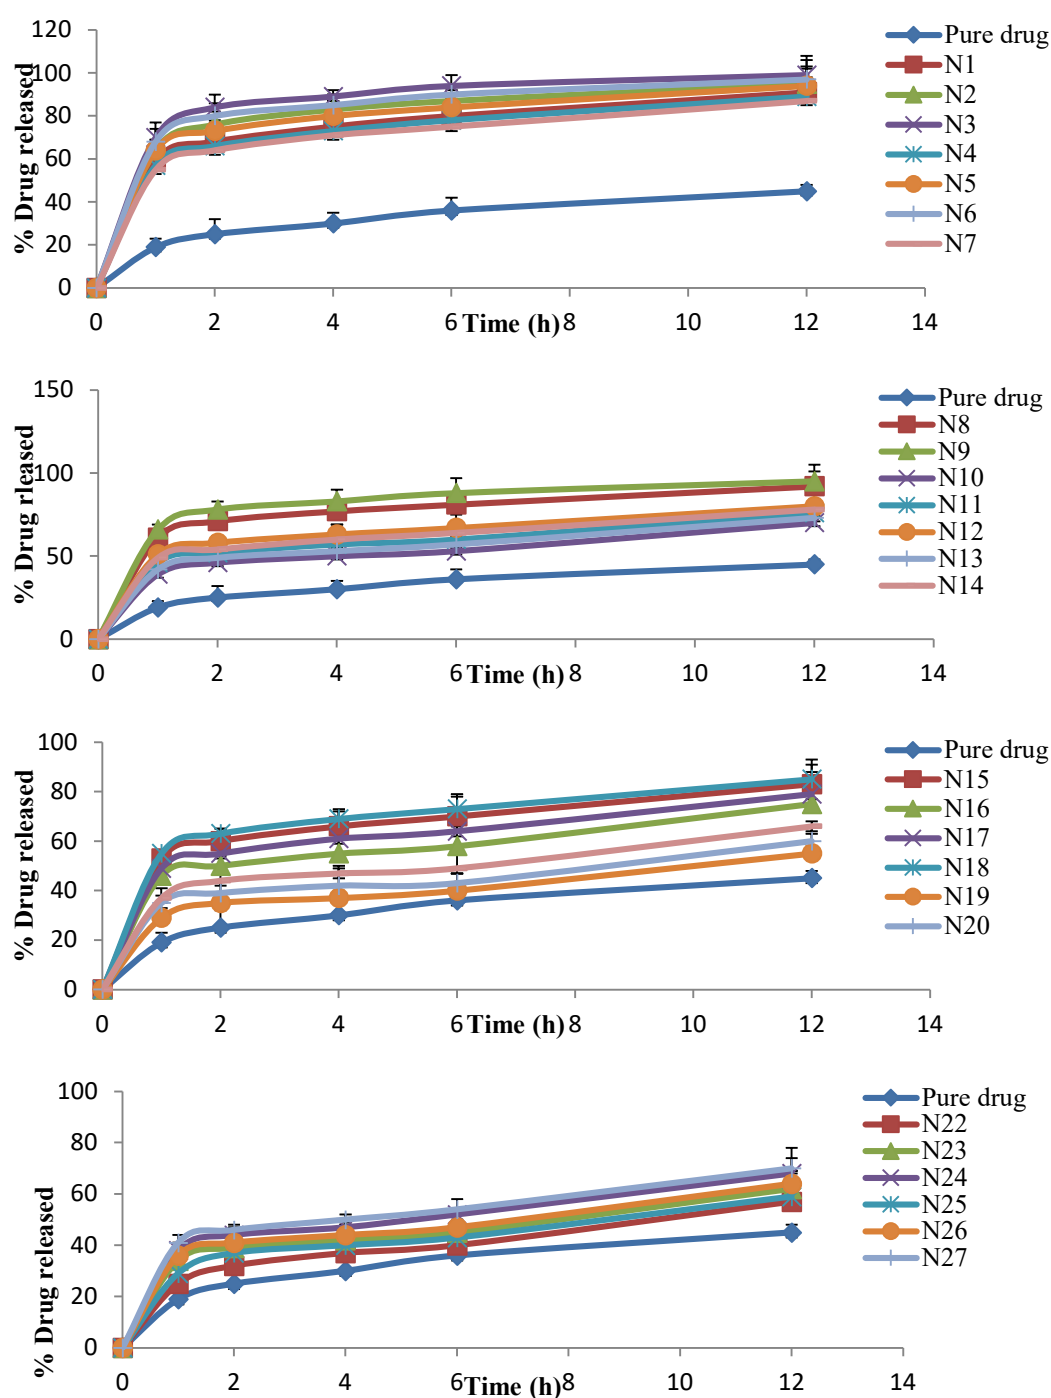 120
100
80
60
40
20
0
% Drug released
0 2 4 6 8 10 12 14
Time (h)
Pure drug
N1
N2
N3
N4
N5
N6
N7
150
100
50
0
% Drug rleased
0 2 4 6 8 10 12 14
Time (h)
Pure drug
N8
N9
N10
N11
N12
N13
N14
100
80
60
40
20
0
% Drug released
0 2 4 6 8 10 12 14
Time (h)
Pure drug
N15
N16
N17
N18
N19
N20
100
80
60
40
20
0
% Drug released
0 2 4 6 8 10 12 14
Time (h)
Pure drug
N22
N23
N24
N25
N26
N27